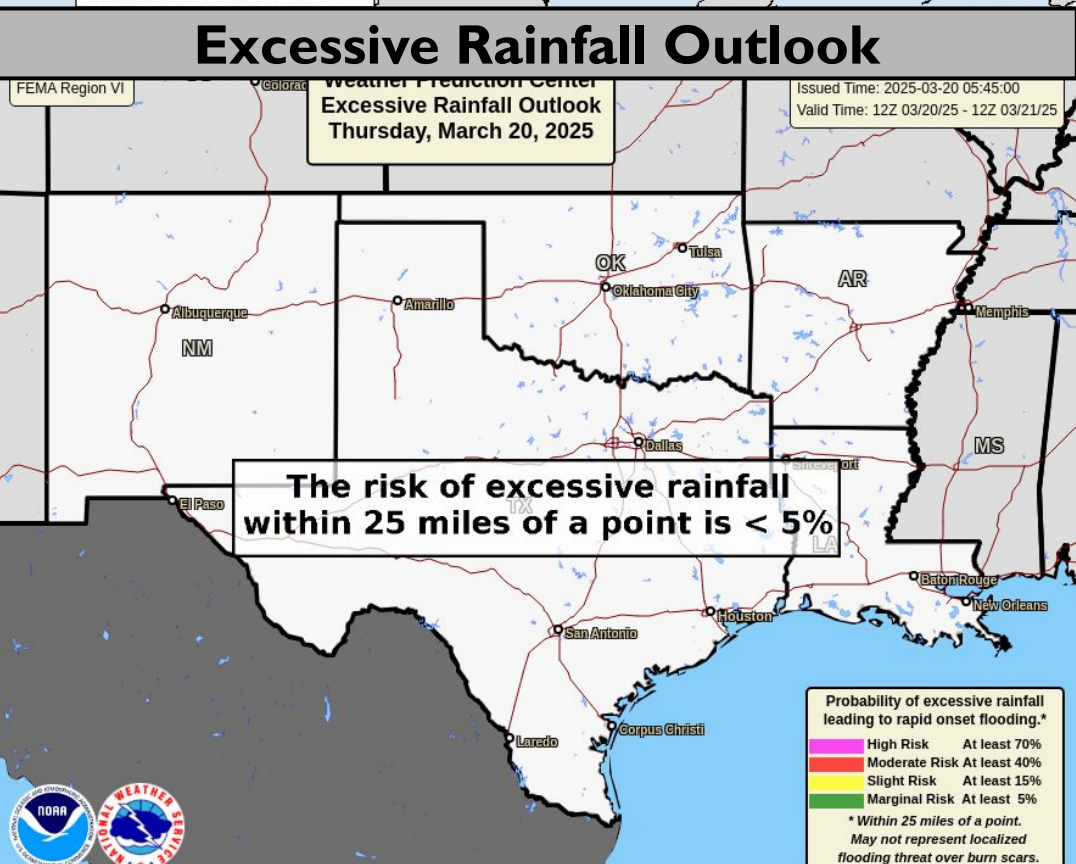 Excessive Rainfall Outlook
FEMA Region VI
Weather Prediction Center
Excessive Rainfall Outlook
Thursday, March 20, 2025
Issued Time: 2025-03-20 05:45:00
Valid Time: 12Z 03/20/25 - 12Z 03/21/25
Colorad
Tulsa
OK
Oklahoma City
AR
Albuquerque
Amarillo
Memphis
NM
Dallas
MS
Shreveport
The risk of excessive rainfall
within 25 miles of a point is < 5%
El Paso
TX
LA
Baton Rouge
New Orleans
Houston
San Antonio
Corpus Christi
Laredo
Probability of excessive rainfall
leading to rapid onset flooding.*
High Risk At least 70%
Moderate Risk At least 40%
Slight Risk At least 15%
Marginal Risk At least 5%
* Within 25 miles of a point.
May not represent localized
flooding threat over burn scars.
NOAA
NATIONAL WEATHER SERVICE